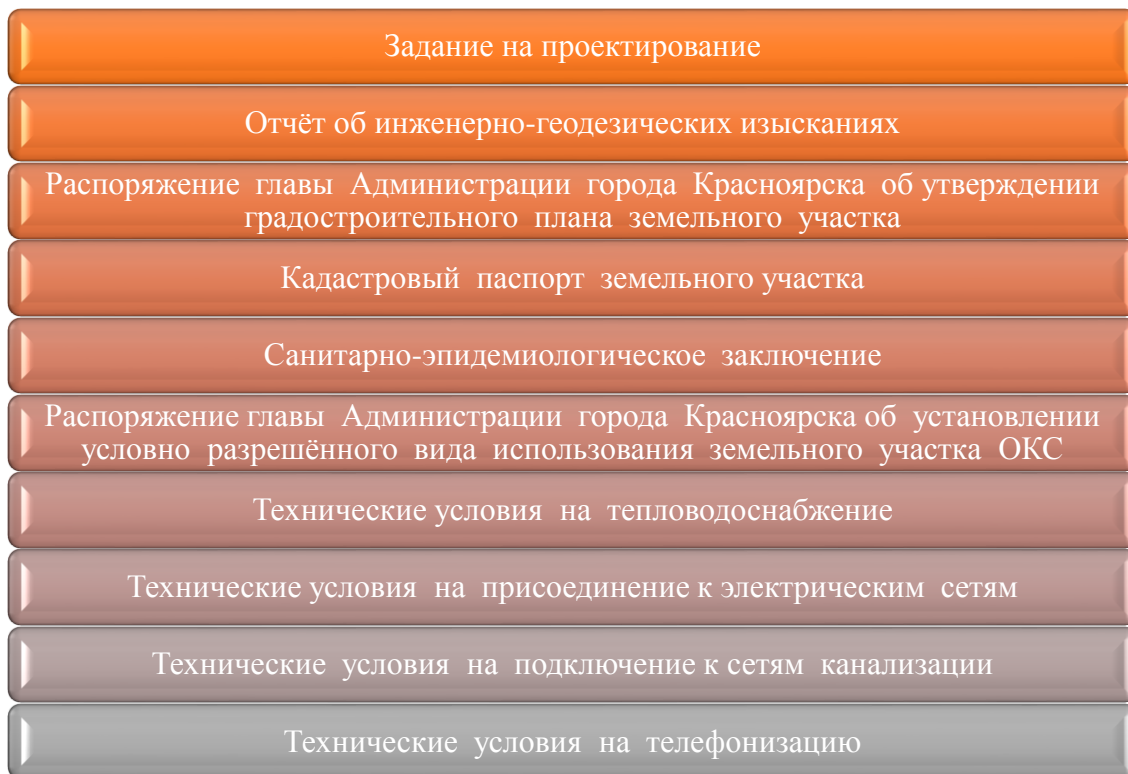 Задание на проектирование
Отчёт об инженерно-геодезических изысканиях
Распоряжение главы Администрации города Красноярска об утверждении
градостроительного плана земельного участка
Кадастровый паспорт земельного участка
Санитарно-эпидемиологическое заключение
Распоряжение главы Администрации города Красноярска об установлении
условно разрешённого вида использования земельного участка ОКС
Технические условия на тепловодоснабжение
Технические условия на присоединение к электрическим сетям
Технические условия на подключение к сетям канализации
Технические условия на телефонизацию